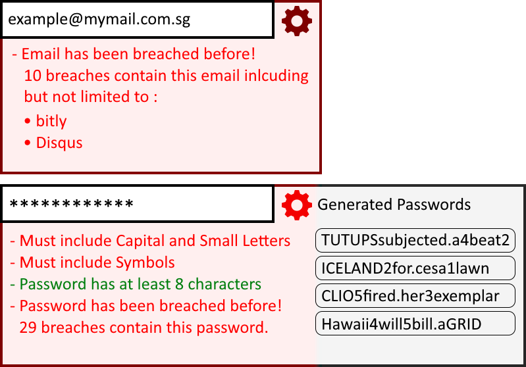 example@mymail.com.sg
- Email has been breached before!
10 breaches contain this email inlcuding
but not limited to :
• bitly
• Disqus
************
Generated Passwords
- Must include Capital and Small Letters
- Must include Symbols
- Password has at least 8 characters
- Password has been breached before!
29 breaches contain this password.
TUTUPSsubjected.a4beat2
ICELAND2for.cesa1lawn
CLIO5fired.her3exemplar
Hawaii4will5bill.aGRID